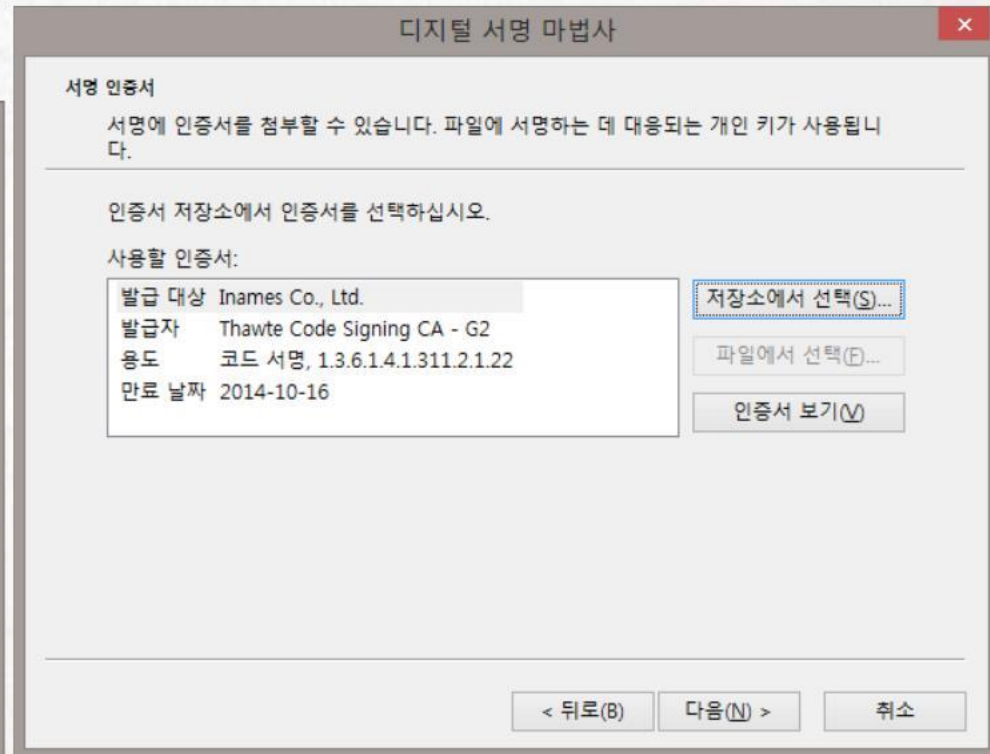 디지털 서명 마법사
서명 인증서
서명에 인증서를 첨부할 수 있습니다. 파일에 서명하는 데 대응되는 개인 키가 사용됩니
다.
인증서 저장소에서 인증서를 선택하십시오.
사용할 인증서:
발급 대상 Inames Co., Ltd.
발급자 Thawte Code Signing CA - G2
용도 코드 서명, 1.3.6.1.4.1.311.2.1.22
만료 날짜 2014-10-16
저장소에서 선택(S)...
파일에서 선택(F)...
인증서 보기(V)
< 뒤로(B)
다음(N) >
취소